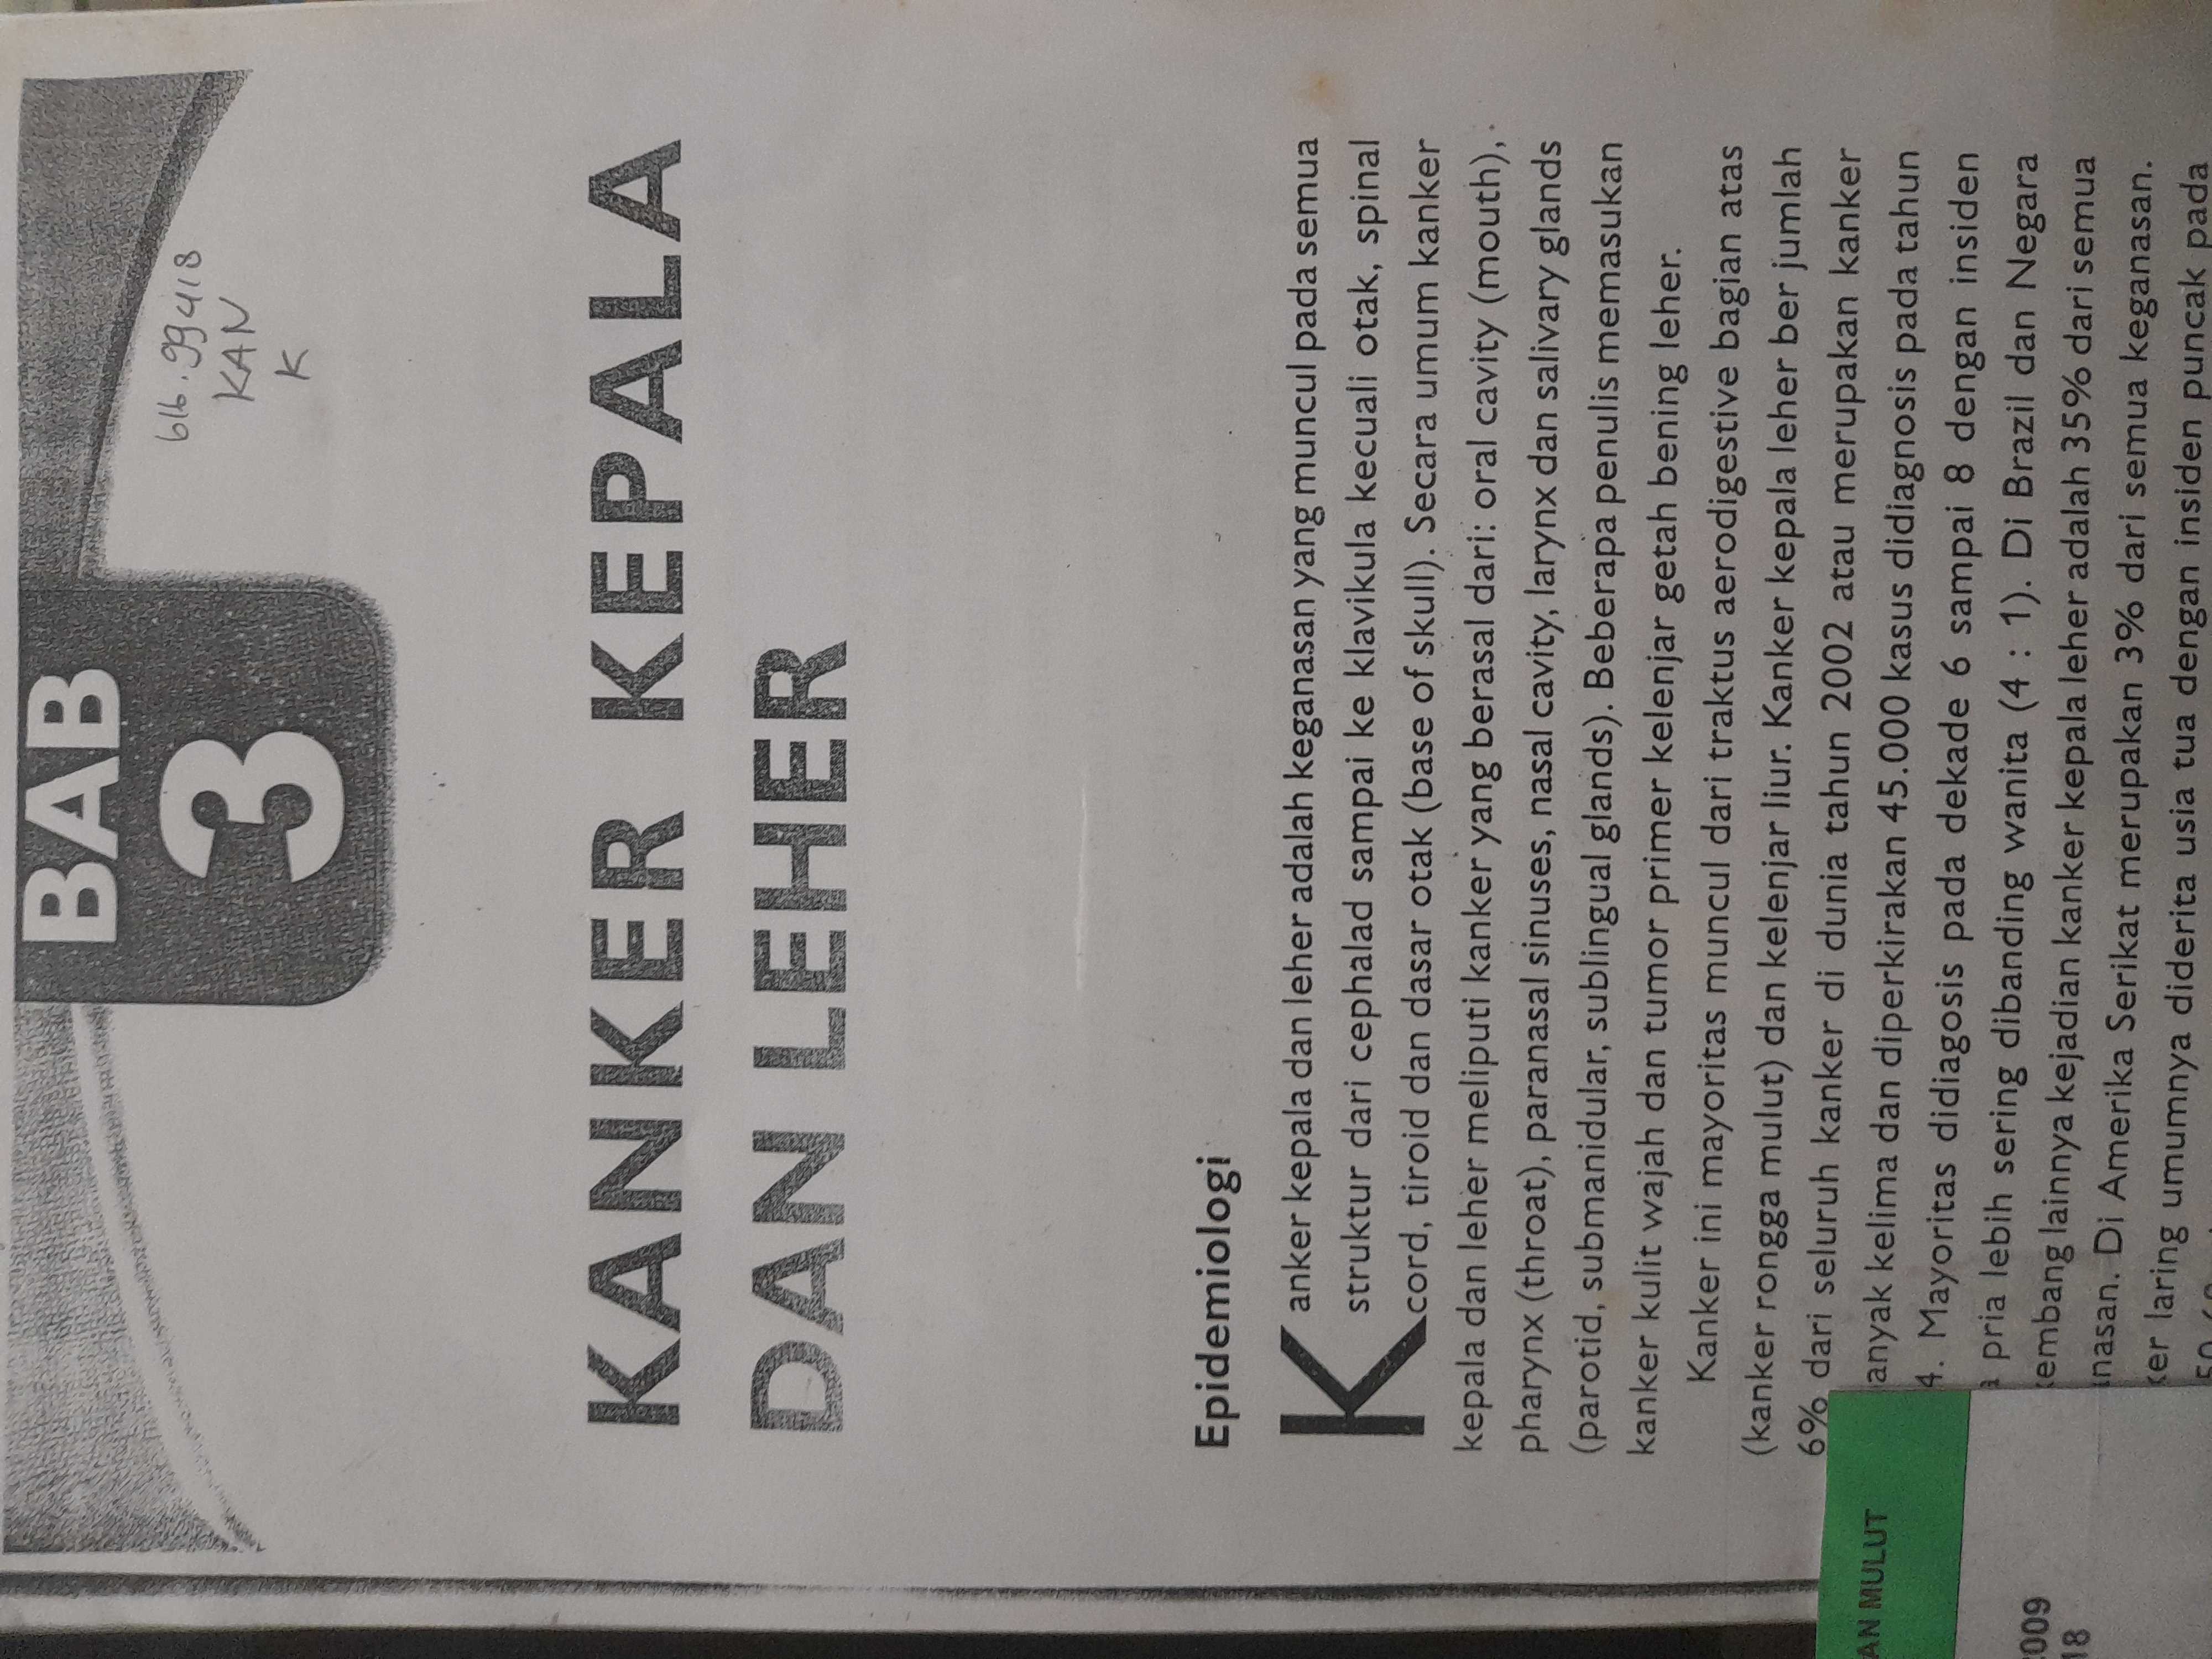 BAB
3
616.99418
KAN
K
KANKER KEPALA
DAN LEHER
Epidemiologi
Kanker kepala dan leher adalah keganasan yang muncul pada semua
struktur dari cephalad sampai ke klavikula kecuali otak, spinal
cord, tiroid dan dasar otak (base of skull). Secara umum kanker
kepala dan leher meliputi kanker yang berasal dari: oral cavity (mouth),
pharynx (throat), paranasal sinuses, nasal cavity, larynx dan salivary glands
(parotid, submanidular, sublingual glands). Beberapa penulis memasukan
kanker kulit wajah dan tumor primer kelenjar getah bening leher.
Kanker ini mayoritas muncul dari traktus aerodigestive bagian atas
(kanker rongga mulut) dan kelenjar liur. Kanker kepala leher ber jumlah
6% dari seluruh kanker di dunia tahun 2002 atau merupakan kanker
anyak kelima dan diperkirakan 45.000 kasus didiagnosis pada tahun
4. Mayoritas didiagosis pada dekade 6 sampai 8 dengan insiden
pria lebih sering dibanding wanita (4 : 1). Di Brazil dan Negara
embang lainnya kejadian kanker kepala leher adalah 35% dari semua
nasan. Di Amerika Serikat merupakan 3% dari semua keganasan.
ker laring umumnya diderita usia tua dengan insiden puncak pada
AN MULUT
009
18